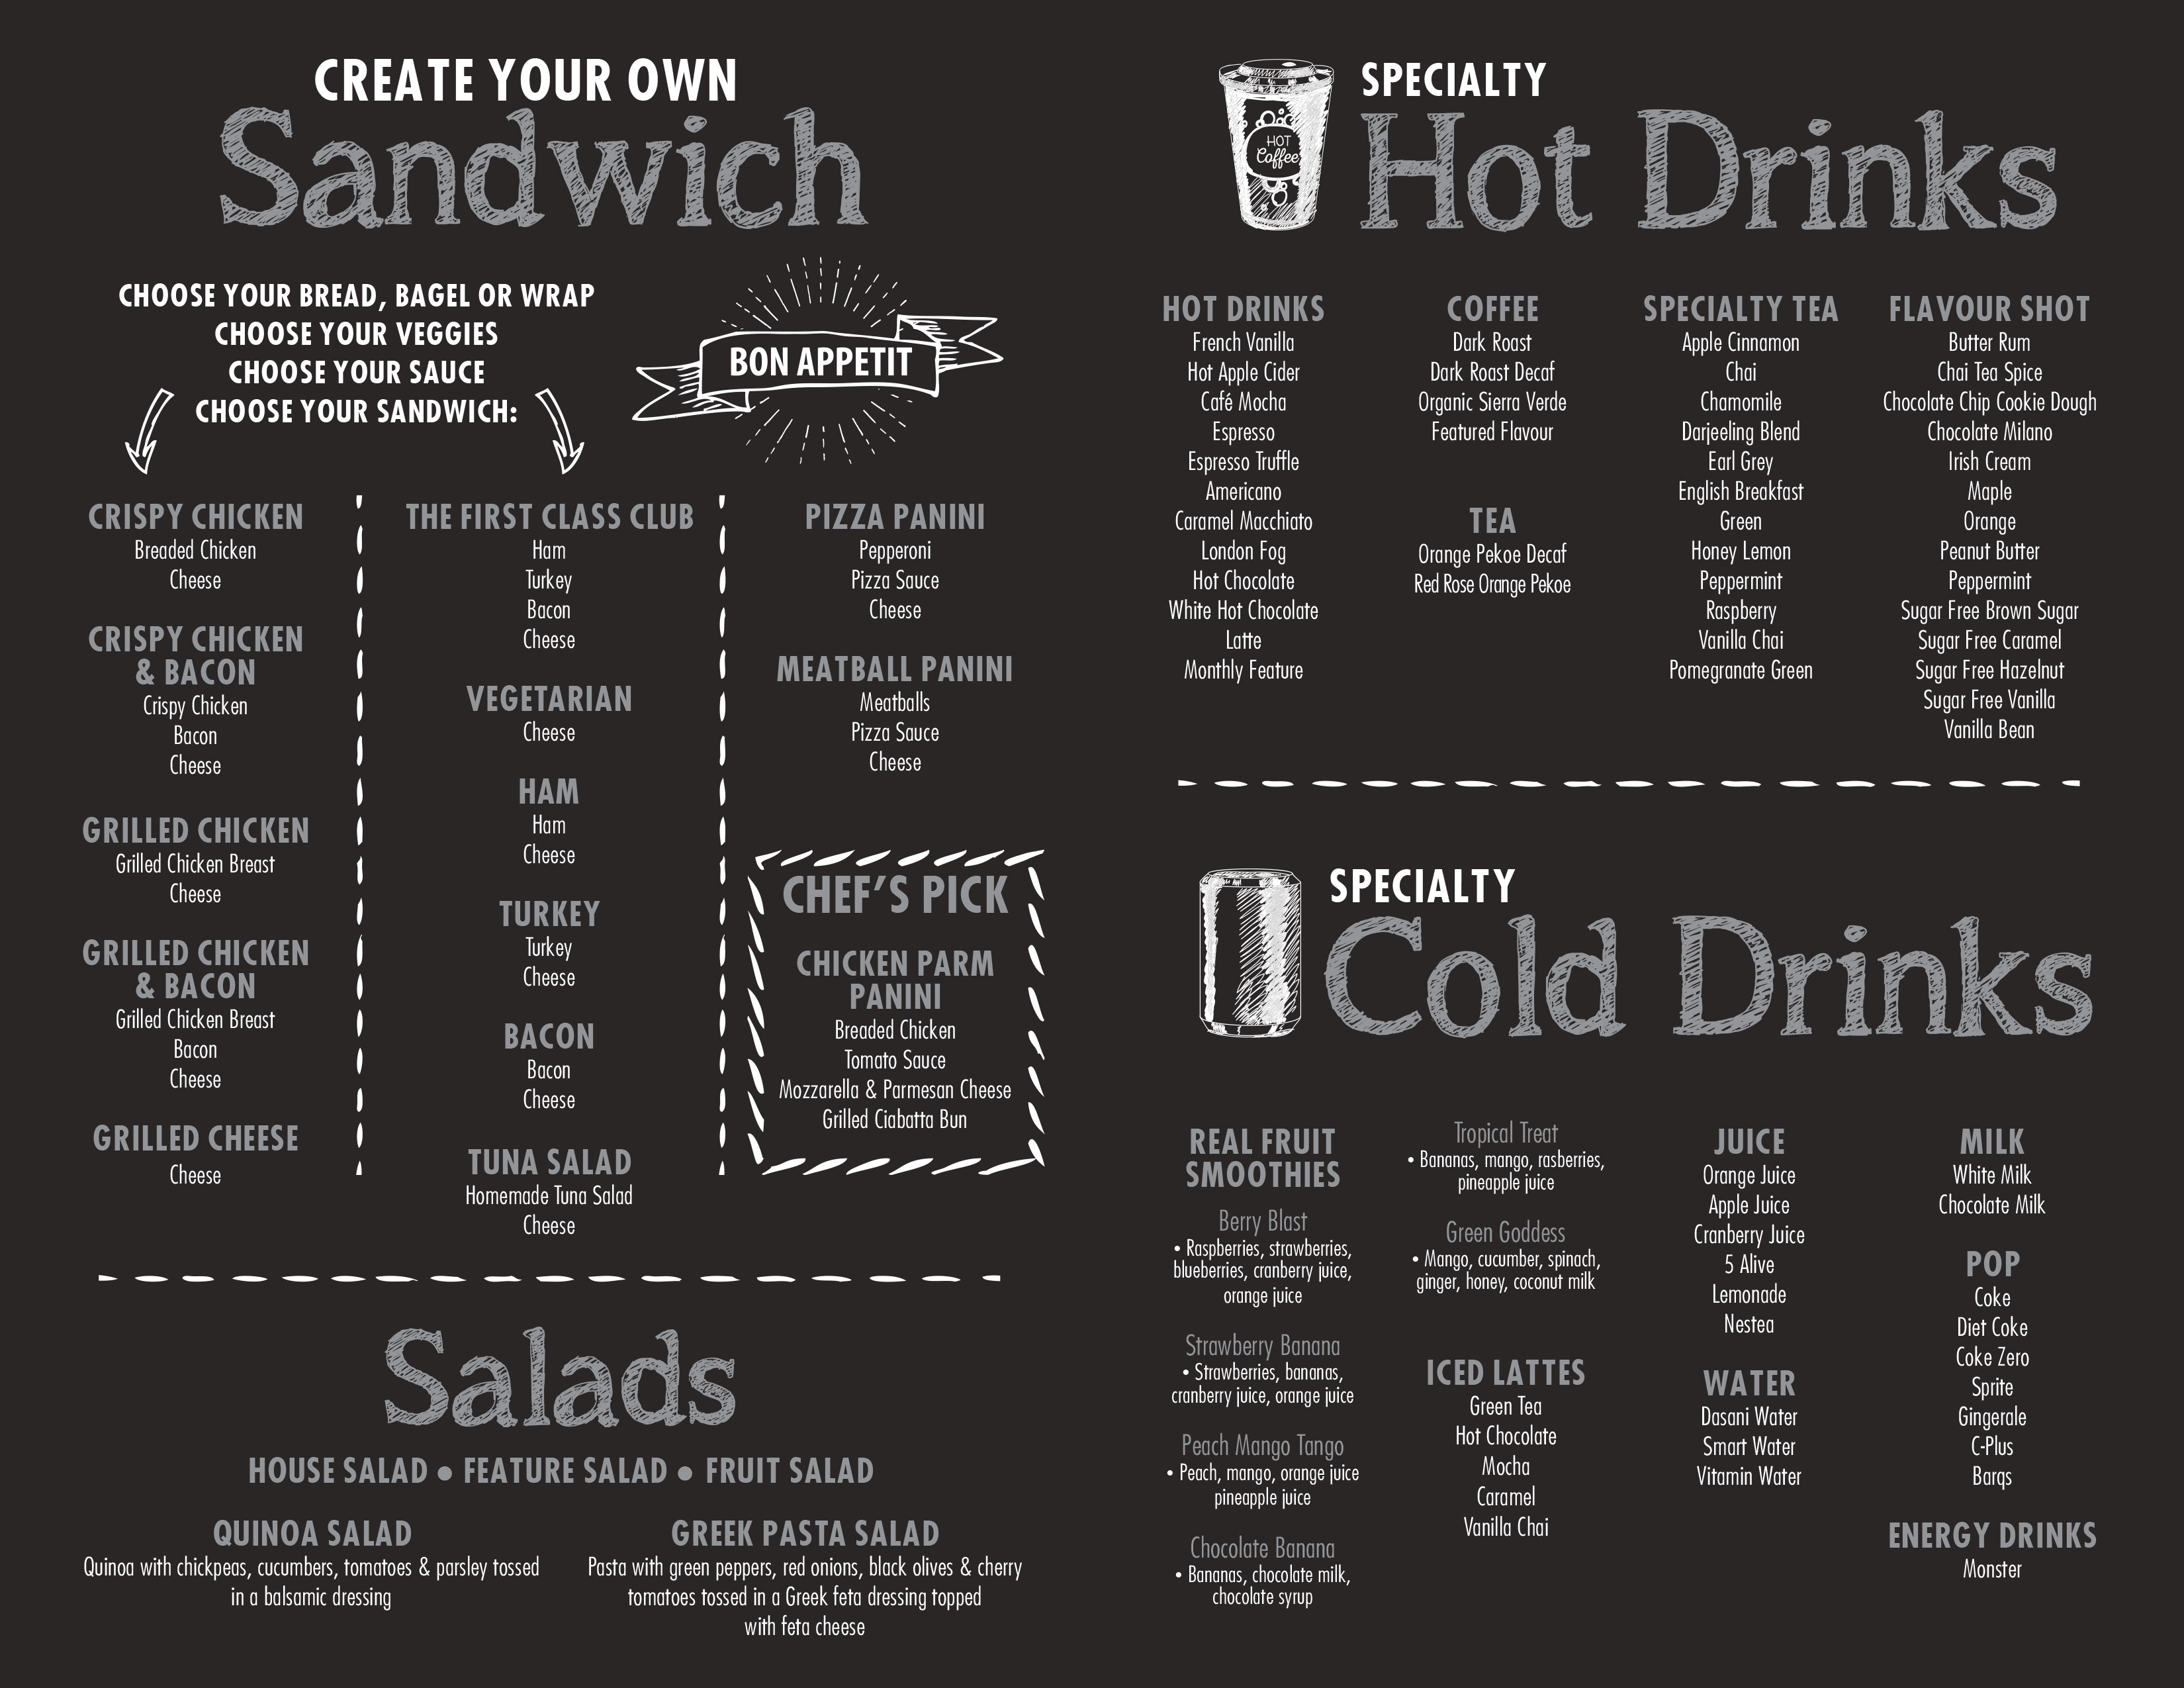 CREATE YOUR OWN
Sandwich
CHOOSE YOUR BREAD, BAGEL OR WRAP
CHOOSE YOUR VEGGIES
CHOOSE YOUR SAUCE
CHOOSE YOUR SANDWICH:
BON APPETIT
CRISPY CHICKEN
Breaded Chicken
Cheese
CRISPY CHICKEN
& BACON
Crispy Chicken
Bacon
Cheese
GRILLED CHICKEN
Grilled Chicken Breast
Cheese
GRILLED CHICKEN
& BACON
Grilled Chicken Breast
Bacon
Cheese
GRILLED CHEESE
Cheese
THE FIRST CLASS CLUB
Ham
Turkey
Bacon
Cheese
VEGETARIAN
Cheese
HAM
Ham
Cheese
TURKEY
Turkey
Cheese
BACON
Bacon
Cheese
TUNA SALAD
Homemade Tuna Salad
Cheese
PIZZA PANINI
Pepperoni
Pizza Sauce
Cheese
MEATBALL PANINI
Meatballs
Pizza Sauce
Cheese
CHEF'S PICK
CHICKEN PARM
PANINI
Breaded Chicken
Tomato Sauce
Mozzarella & Parmesan Cheese
Grilled Ciabatta Bun
Salads
HOUSE SALAD ● FEATURE SALAD ● FRUIT SALAD
QUINOA SALAD
Quinoa with chickpeas, cucumbers, tomatoes & parsley tossed
in a balsamic dressing
GREEK PASTA SALAD
Pasta with green peppers, red onions, black olives & cherry
tomatoes tossed in a Greek feta dressing topped
with feta cheese
HOT
Coffee
SPECIALTY
Hot Drinks
HOT DRINKS
French Vanilla
Hot Apple Cider
Café Mocha
Espresso
Espresso Truffle
Americano
Caramel Macchiato
London Fog
Hot Chocolate
White Hot Chocolate
Latte
Monthly Feature
COFFEE
Dark Roast
Dark Roast Decaf
Organic Sierra Verde
Featured Flavour
TEA
Orange Pekoe Decaf
Red Rose Orange Pekoe
SPECIALTY TEA
Apple Cinnamon
Chai
Chamomile
Darjeeling Blend
Earl Grey
English Breakfast
Green
Honey Lemon
Peppermint
Raspberry
Vanilla Chai
Pomegranate Green
FLAVOUR SHOT
Butter Rum
Chai Tea Spice
Chocolate Chip Cookie Dough
Chocolate Milano
Irish Cream
Maple
Orange
Peanut Butter
Peppermint
Sugar Free Brown Sugar
Sugar Free Caramel
Sugar Free Hazelnut
Sugar Free Vanilla
Vanilla Bean
SPECIALTY
Cold Drinks
REAL FRUIT
SMOOTHIES
Berry Blast
• Raspberries, strawberries,
blueberries, cranberry juice,
orange juice
Strawberry Banana
• Strawberries, bananas,
cranberry juice, orange juice
Peach Mango Tango
• Peach, mango, orange juice
pineapple juice
Chocolate Banana
• Bananas, chocolate milk,
chocolate syrup
Tropical Treat
• Bananas, mango, rasberries,
pineapple juice
Green Goddess
• Mango, cucumber, spinach,
ginger, honey, coconut milk
ICED LATTES
Green Tea
Hot Chocolate
Mocha
Caramel
Vanilla Chai
JUICE
Orange Juice
Apple Juice
Cranberry Juice
5 Alive
Lemonade
Nestea
WATER
Dasani Water
Smart Water
Vitamin Water
MILK
White Milk
Chocolate Milk
POP
Coke
Diet Coke
Coke Zero
Sprite
Gingerale
C-Plus
Barqs
ENERGY DRINKS
Monster